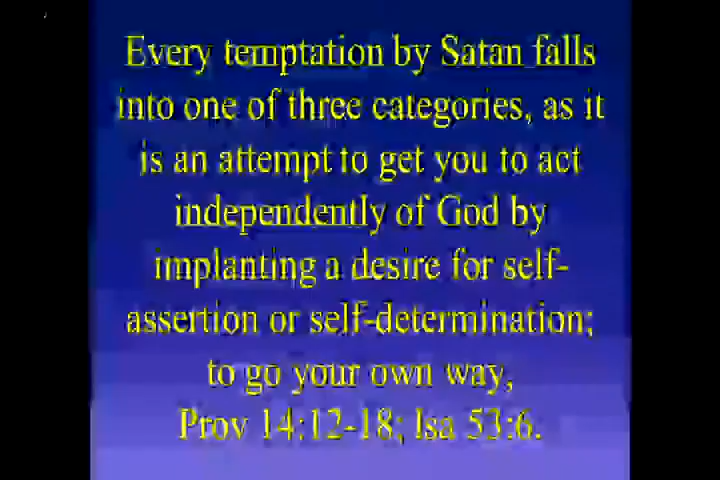 Every temptation by Satan falls
into one of three categories, as it
is an attempt to get you to act
independently of God by
implanting a desire for self-
assertion or self-determination;
to go your own way,
Prov 14:12-18; Isa 53:6.